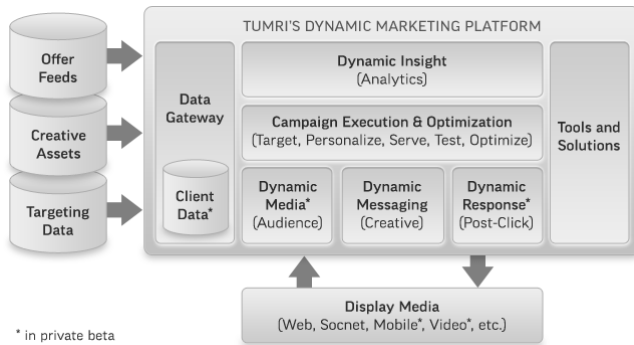 TUMRI'S DYNAMIC MARKETING PLATFORM
Offer
Feeds
Creative
Assets
Targeting
Data
Data
Gateway
Client
Data*
Dynamic Insight
(Analytics)
Campaign Execution & Optimization
(Target, Personalize, Serve, Test, Optimize)
Dynamic
Media*
(Audience)
Dynamic
Messaging
(Creative)
Dynamic
Response*
(Post-Click)
Tools and
Solutions
Display Media
(Web, Socnet, Mobile*, Video*, etc.)
* in private beta